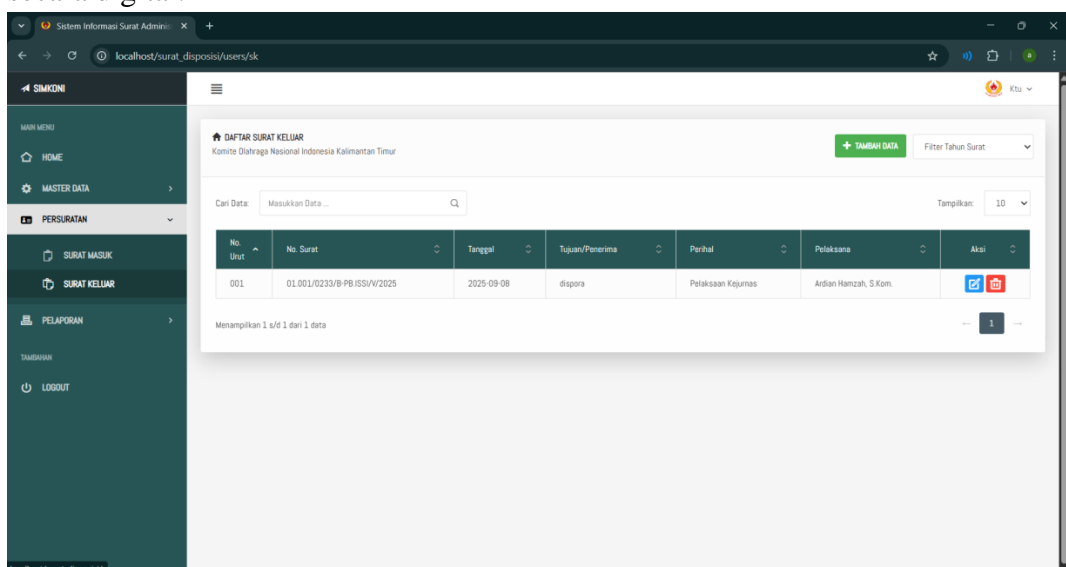 Sistem Informasi Surat Adminis
localhost/surat_disposisi/users/sk
SIMKONI
Ktu
MAIN MENU
HOME
MASTER DATA
PERSURATAN
SURAT MASUK
SURAT KELUAR
PELAPORAN
TAMBAHAN
LOGOUT
DAFTAR SURAT KELUAR
Komite Olahraga Nasional Indonesia Kalimantan Timur
+ TAMBAH DATA
Filter Tahun Surat
Cari Data: Masukkan Data ...
Tampilkan: 10
No. Urut No. Surat Tanggal Tujuan/Penerima Perihal Pelaksana Aksi
001 01.001/0233/B-PB.ISSI/V/2025 2025-09-08 dispora Pelaksaan Kejurnas Ardian Hamzah, S.Kom.
Menampilkan 1 s/d 1 dari 1 data
1